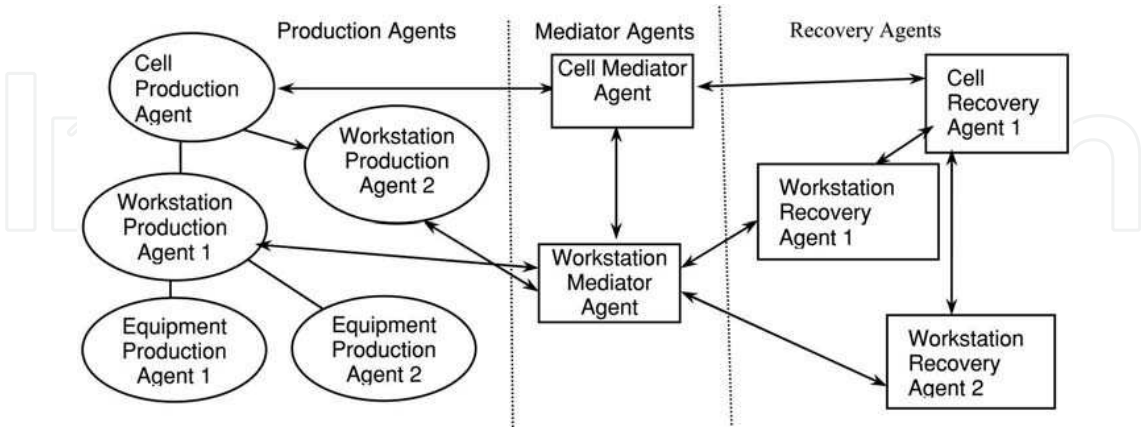 Production Agents
Mediator Agents
Recovery Agents
Cell
Production
Agent
Cell Mediator
Agent
Cell
Recovery
Agent 1
Workstation
Production
Agent 2
Workstation
Production
Agent 1
Workstation
Recovery
Agent 1
Workstation
Mediator
Agent
Equipment
Production
Agent 1
Equipment
Production
Agent 2
Workstation
Recovery
Agent 2